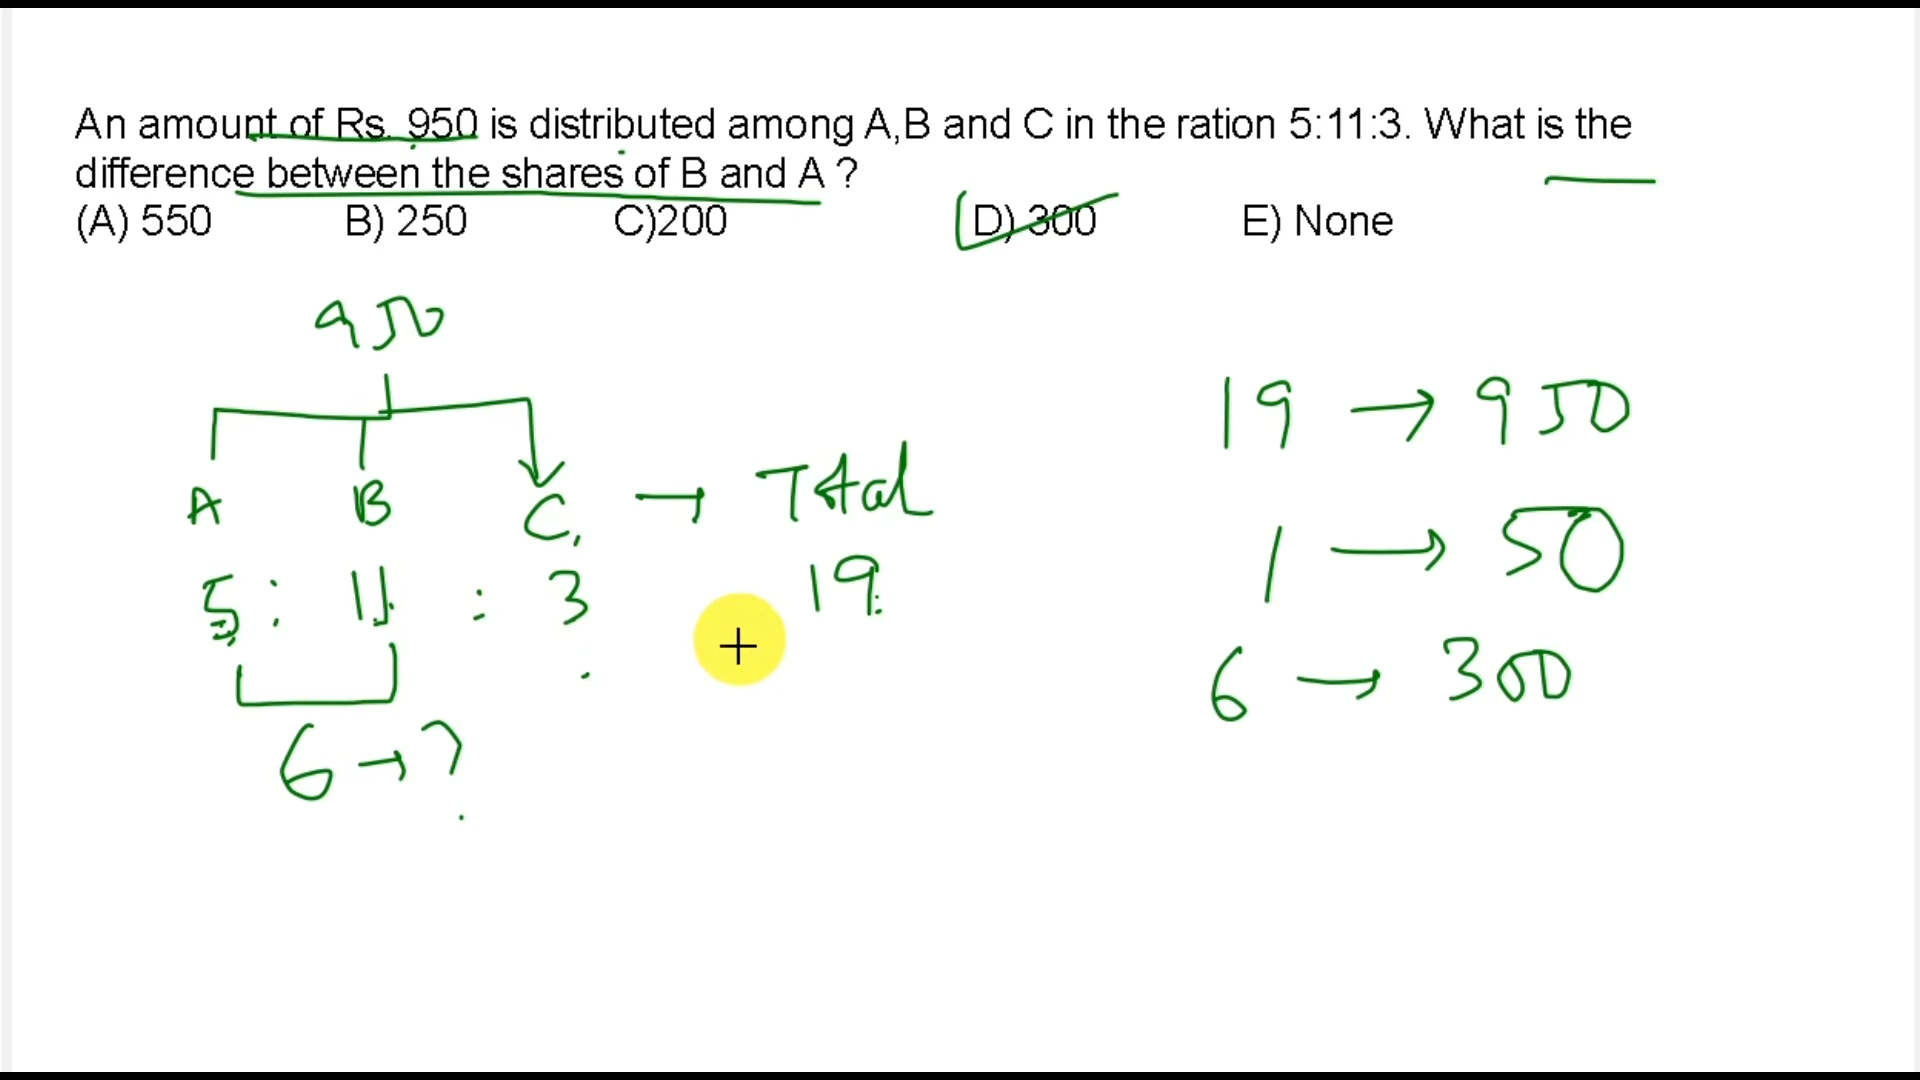 An amount of Rs. 950 is distributed among A,B and C in the ration 5:11:3. What is the
difference between the shares of B and A ?
(A) 550 B) 250 C)200 D) 300 E) None
950
A B C → Total
5 : 11 : 3 19
6 → ?
19 → 950
1 → 50
6 → 300